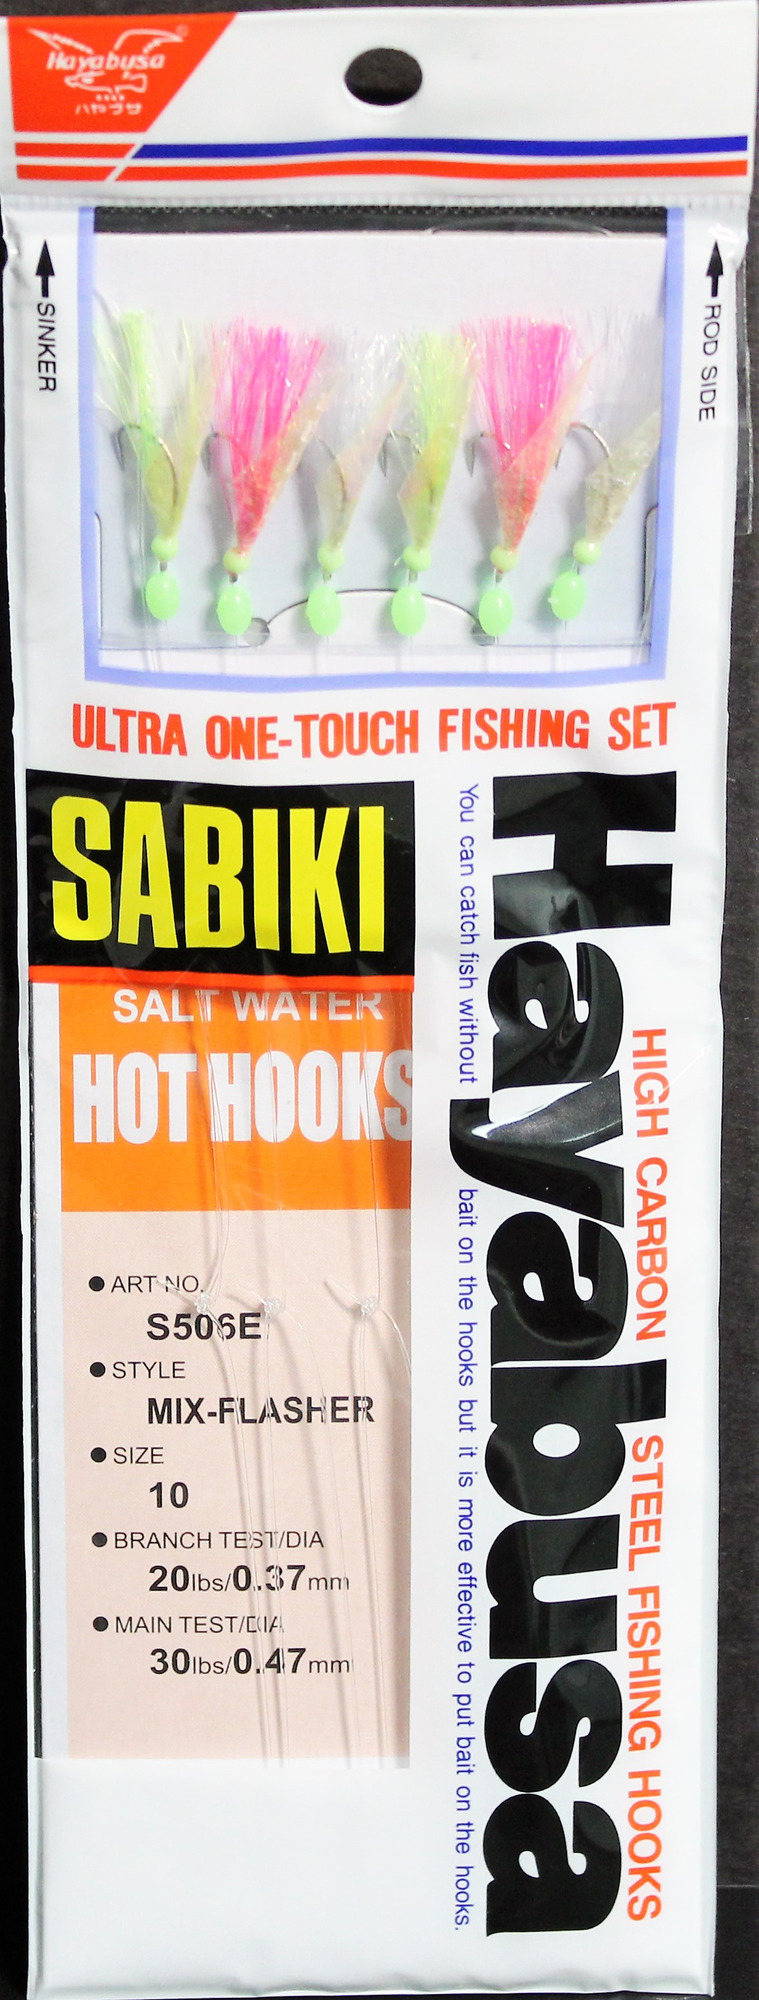 Hayabusa
ハヤブサ
SINKER
ROD SIDE
ULTRA ONE-TOUCH FISHING SET
SABIKI
SALT WATER
HOT HOOKS
● ART NO.
S506E
● STYLE
MIX-FLASHER
● SIZE
10
● BRANCH TEST/DIA
20lbs/0.37mm
● MAIN TEST/DIA
30lbs/0.47mm
You can catch fish without bait on the hooks but it is more effective to put bait on the hooks.
Hayabusa
HIGH CARBON STEEL FISHING HOOKS